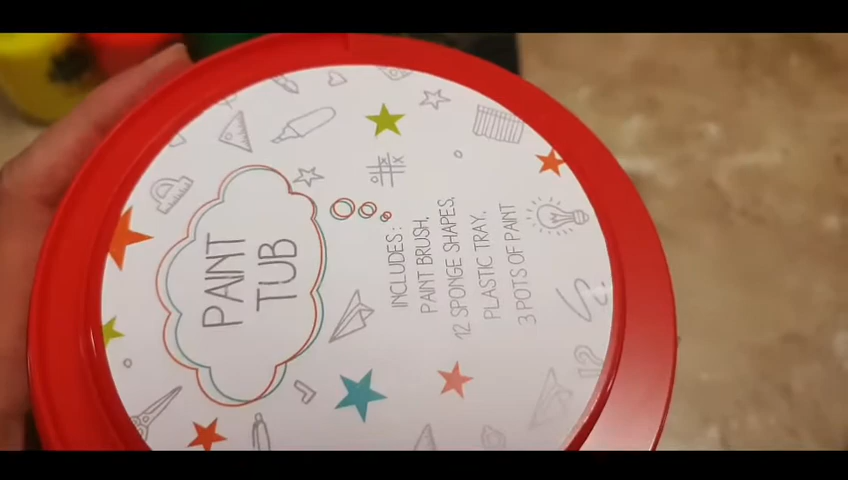 PAINT
TUB
INCLUDES:
PAINT BRUSH,
12 SPONGE SHAPES,
PLASTIC TRAY,
3 POTS OF PAINT